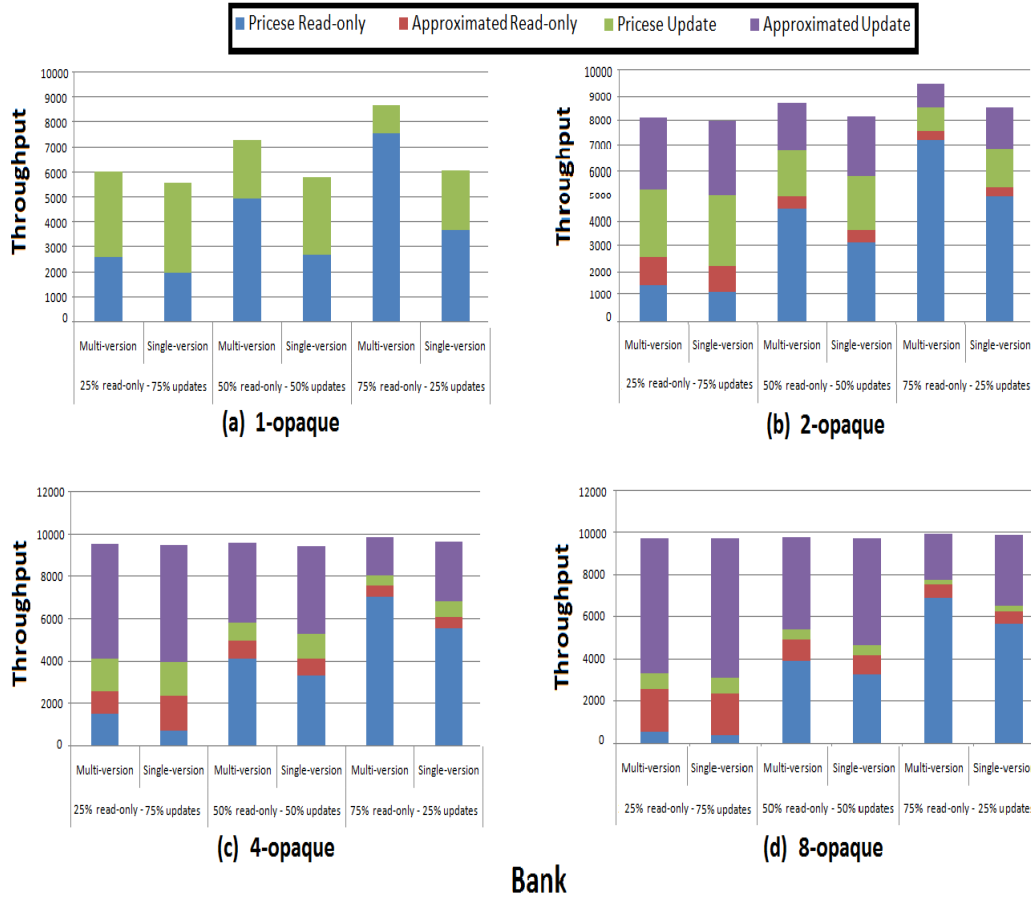 Pricese Read-only Approximated Read-only Pricese Update Approximated Update
Throughput
10000
9000
8000
7000
6000
5000
4000
3000
2000
1000
0
Multi-version Single-version Multi-version Single-version Multi-version Single-version
25% read-only - 75% updates 50% read-only - 50% updates 75% read-only - 25% updates
(a) 1-opaque
Throughput
10000
9000
8000
7000
6000
5000
4000
3000
2000
1000
0
Multi-version Single-version Multi-version Single-version Multi-version Single-version
25% read-only - 75% updates 50% read-only - 50% updates 75% read-only - 25% updates
(b) 2-opaque
Throughput
12000
10000
8000
6000
4000
2000
0
Multi-version Single-version Multi-version Single-version Multi-version Single-version
25% read-only - 75% updates 50% read-only - 50% updates 75% read-only - 25% updates
(c) 4-opaque
Throughput
12000
10000
8000
6000
4000
2000
0
Multi-version Single-version Multi-version Single-version Multi-version Single-version
25% read-only - 75% updates 50% read-only - 50% updates 75% read-only - 25% updates
(d) 8-opaque
Bank